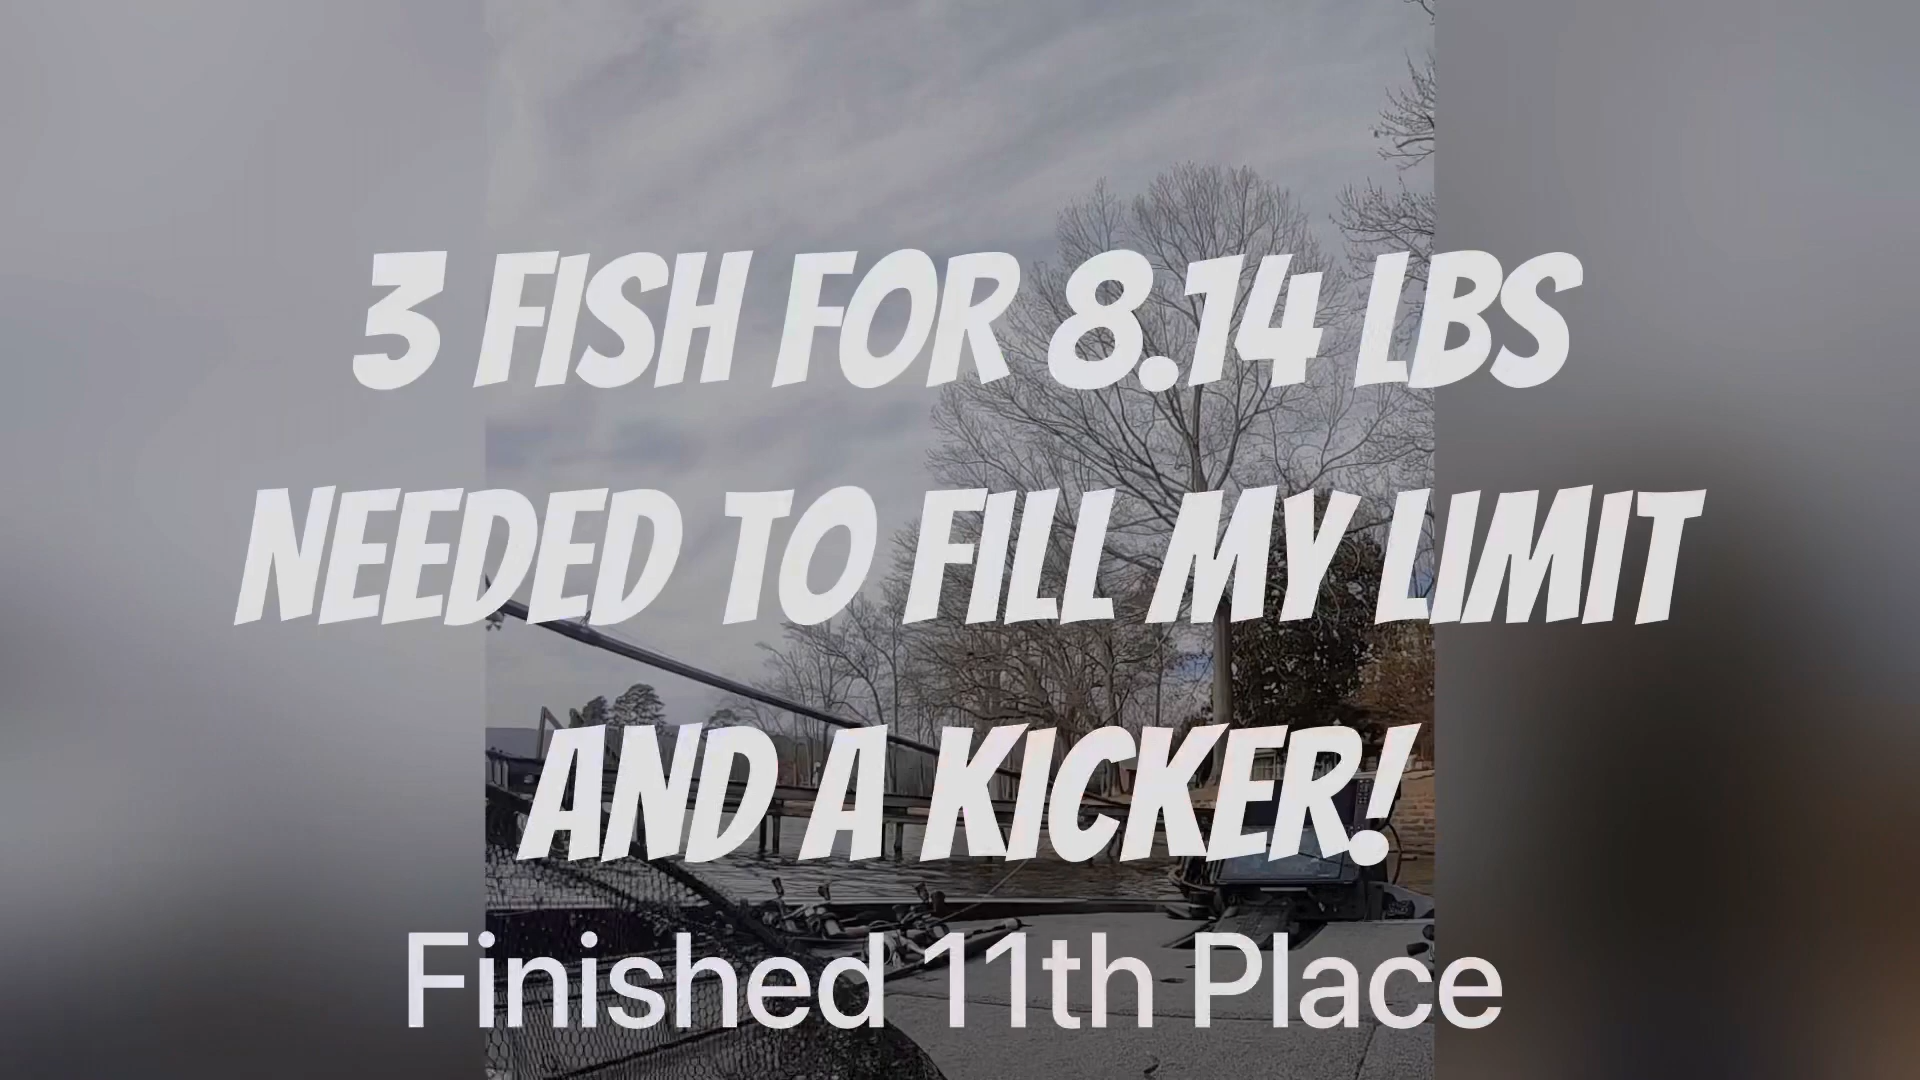 3 FISH FOR 8.14 LBS
NEEDED TO FILL MY LIMIT
AND A KICKER!
Finished 11th Place